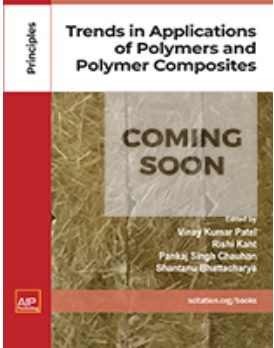 Principles
Trends in Applications
of Polymers and
Polymer Composites
COMING
SOON
Edited by
Vinay Kumar Patel
Rishi Kant
Pankaj Singh Chauhan
Shantanu Bhattacharya
AIP
Publishing
scitation.org/books